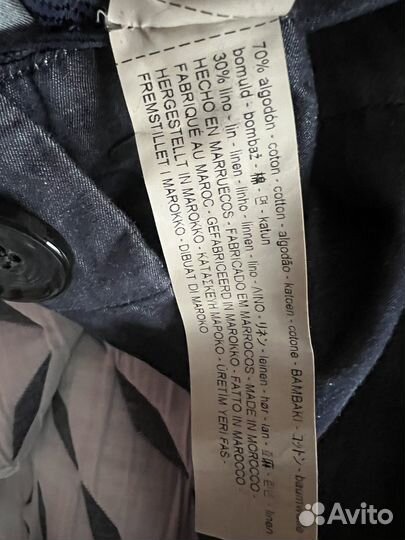 70% algodón - coton - cotton - algodão - katoen - cotone - BAMBAKI - コットン - baumwolle
bomuld - bombaž - 棉 - 면 - katun
30% lino - lin - linen - linho - linnen - lino - ΛΙΝΟ - リネン - leinen - hør - lan - 亚麻 - 린넨 - linen
HECHO EN MARRUECOS - FABRICADO EM MARROCOS - MADE IN MOROCCO -
FABRIQUÉ AU MAROC - GEFABRICEERD IN MAROKKO - FATTO IN MAROCCO -
HERGESTELLT IN MAROKKO - ΚΑΤΑΣΚΕΥΗ ΜΑΡΟΚΟ - ÜRETIM YERI FAS -
FREMSTILLET I MAROKKO - DIBUAT DI MAROKO
Avito